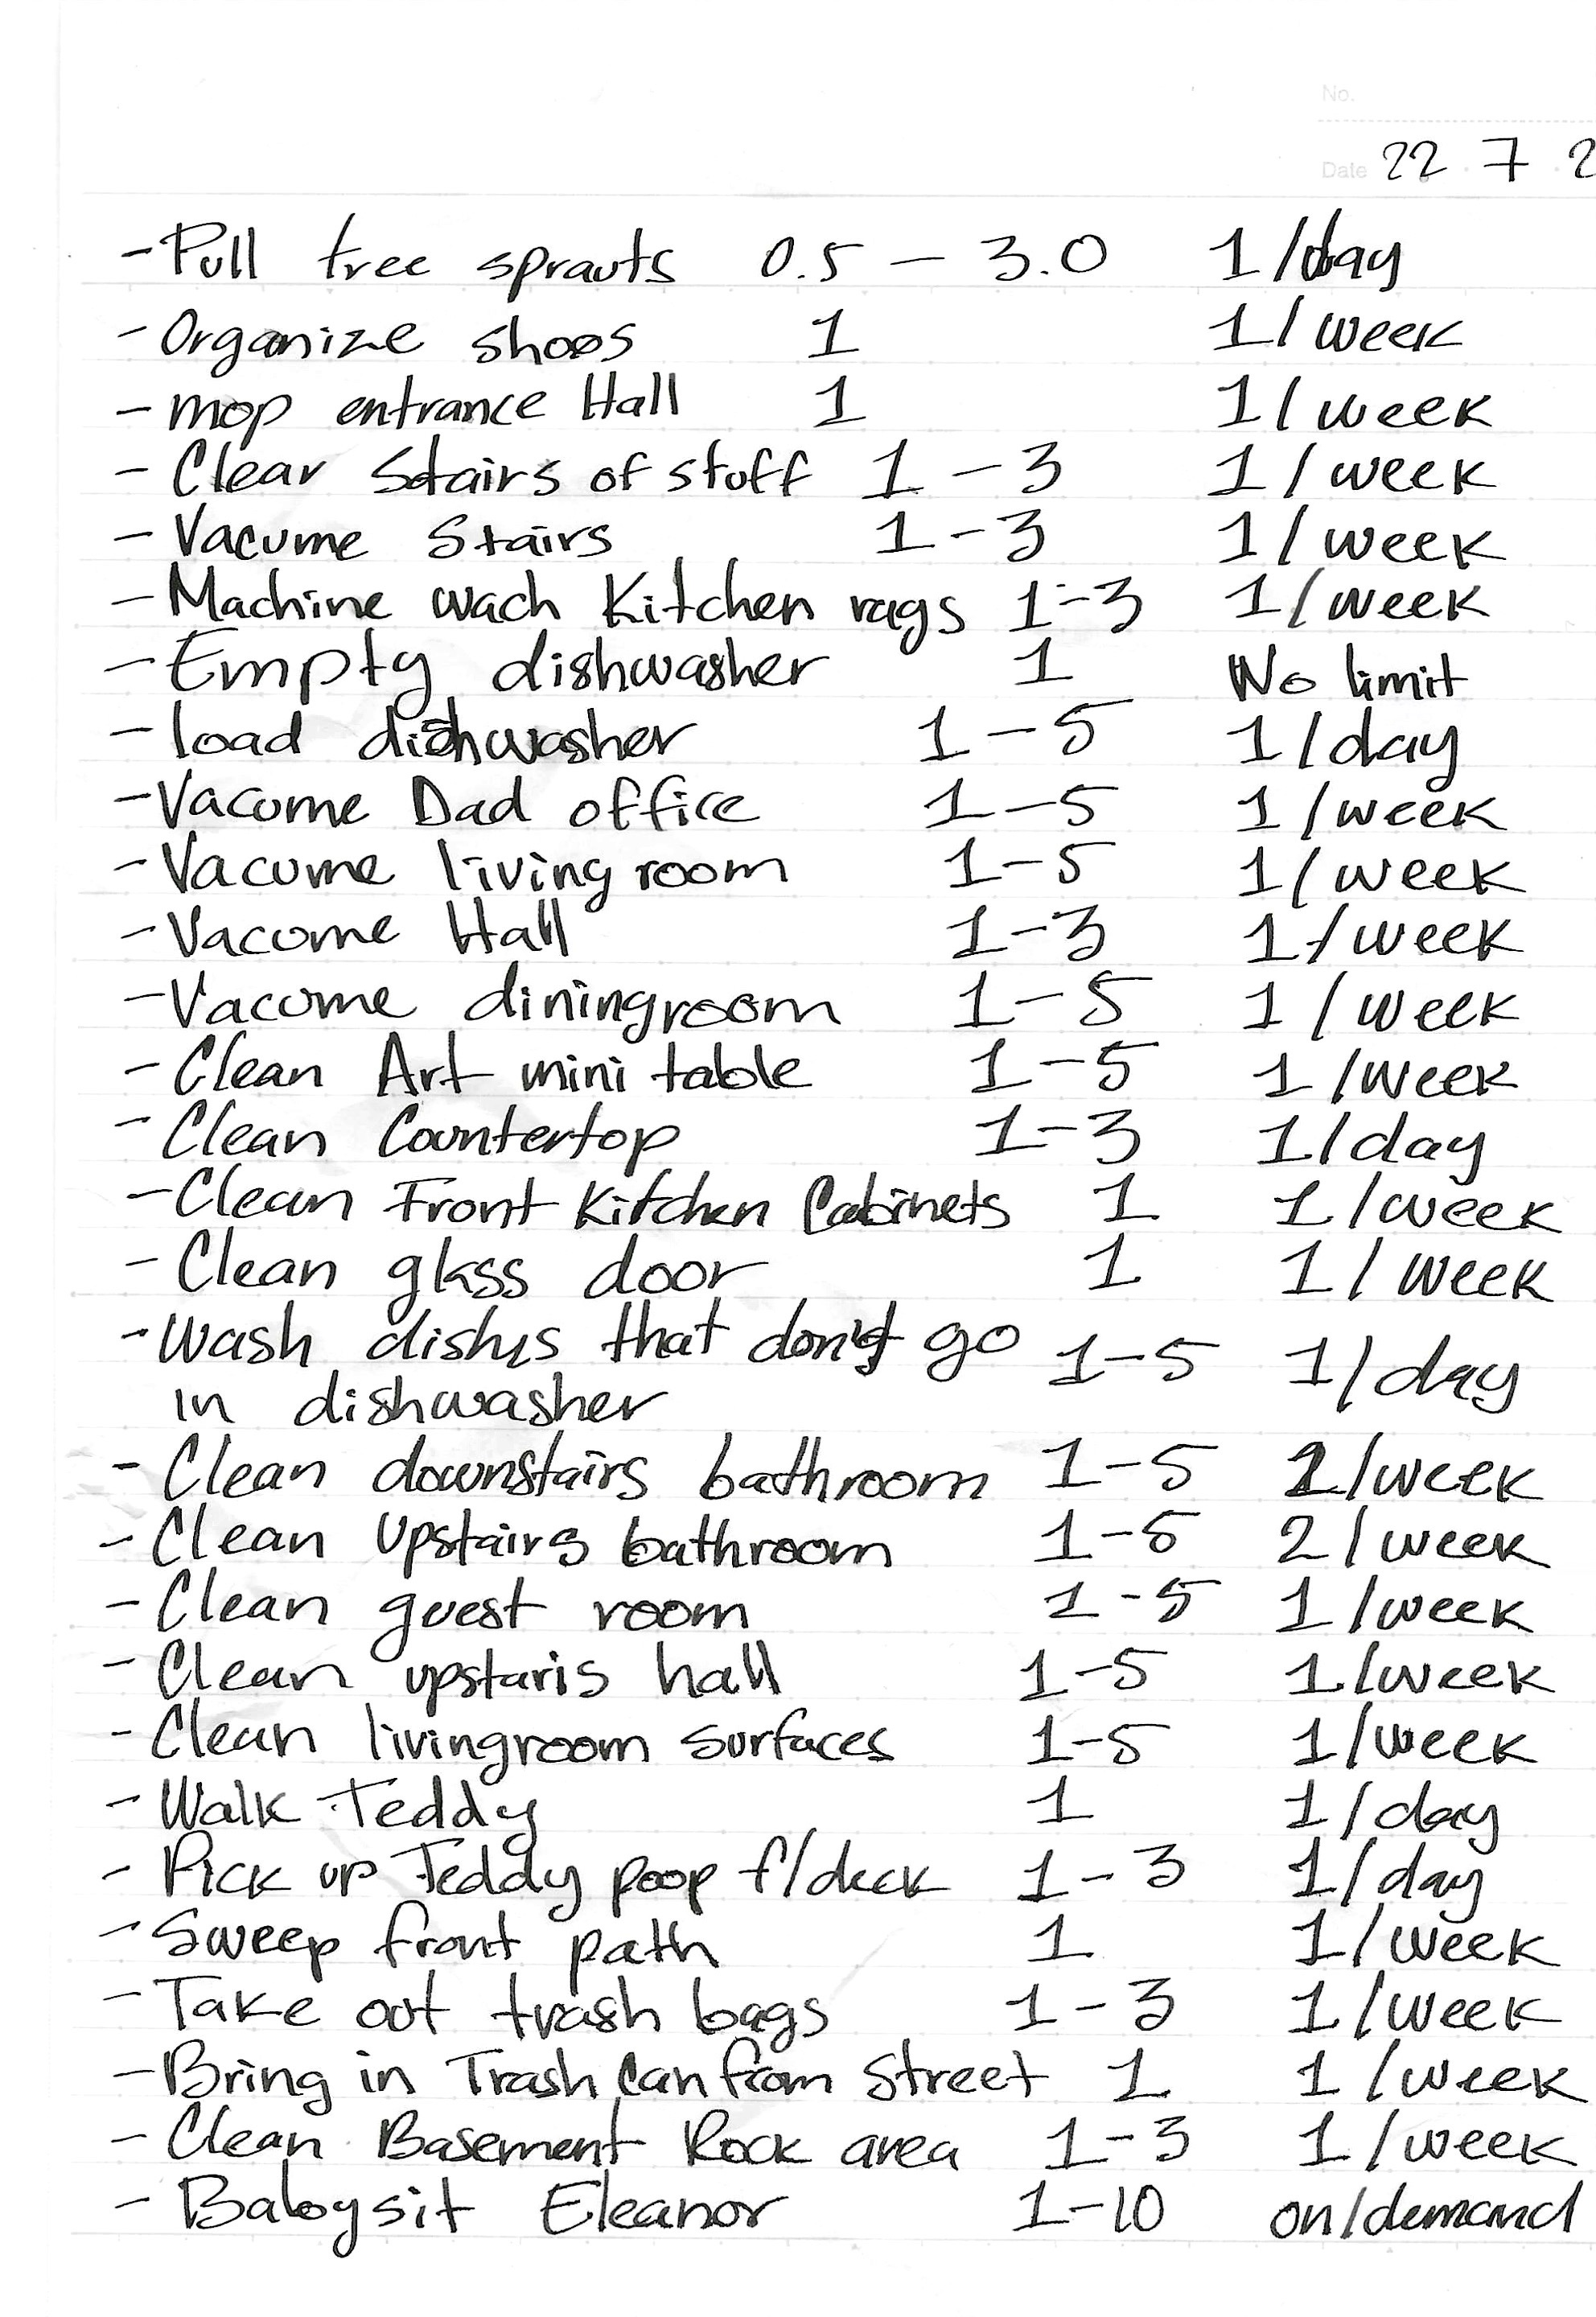 No.
Date 22 7 2
- Pull tree sprauts 0.5 - 3.0 1/day
- Organize shoes 1 1/week
- mop entrance Hall 1 1/week
- Clear Stairs of stuff 1-3 1/week
- Vacume Stairs 1-3 1/week
- Machine wach Kitchen rags 1-3 1/week
- Empty dishwasher 1 No limit
- load dishwasher 1-5 1/day
- Vacume Dad office 1-5 1/week
- Vacume living room 1-5 1/week
- Vacume Hall 1-3 1/week
- Vacume diningroom 1-5 1/week
- Clean Art mini table 1-5 1/week
- Clean Countertop 1-3 1/day
- Clean Front Kitchen Cabinets 1 1/week
- Clean glass door 1 1/week
- Wash dishes that don't go 1-5 1/day
in dishwasher
- Clean downstairs bathroom 1-5 2/week
- Clean Upstairs bathroom 1-5 2/week
- Clean guest room 1-5 1/week
- Clean upstaris hall 1-5 1/week
- Clean livingroom surfaces 1-5 1/week
- Walk Teddy 1 1/day
- Pick up Teddy poop f/deck 1-3 1/day
- Sweep front path 1 1/week
- Take out trash bags 1-3 1/week
- Bring in Trash Can from Street 1 1/week
- Clean Basement Rock area 1-3 1/week
- Babysit Eleanor 1-10 on/demand